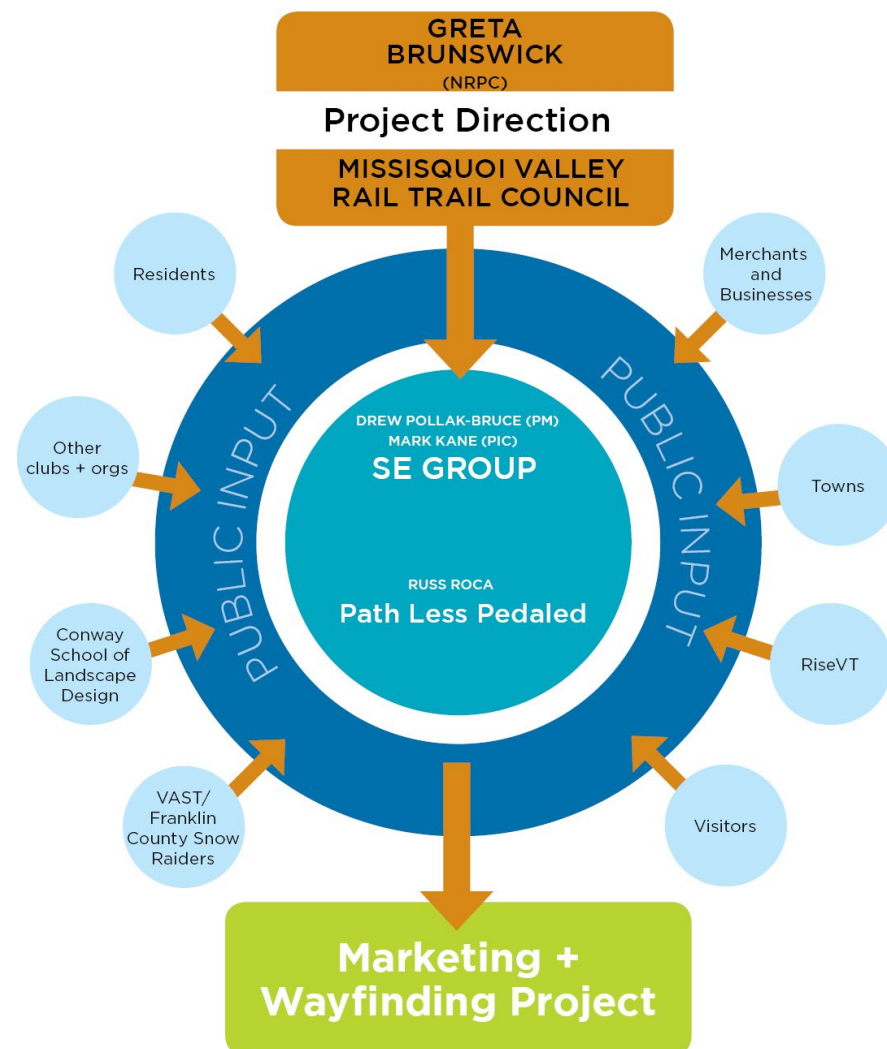 GRETA
BRUNSWICK
(NRPC)
Project Direction
MISSISQUOI VALLEY
RAIL TRAIL COUNCIL
Residents
Merchants
and
Businesses
Other
clubs + orgs
Towns
Conway
School of
Landscape
Design
RiseVT
VAST/
Franklin
County Snow
Raiders
Visitors
PUBLIC INPUT
PUBLIC INPUT
DREW POLLAK-BRUCE (PM)
MARK KANE (PIC)
SE GROUP
RUSS ROCA
Path Less Pedaled
Marketing +
Wayfinding Project